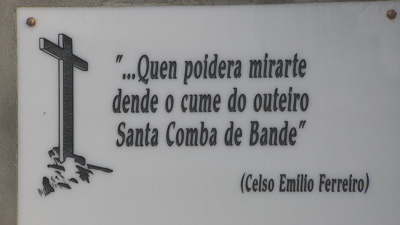 "...Quen poidera mirarte
dende o cume do outeiro
Santa Comba de Bande"
(Celso Emilio Ferreiro)